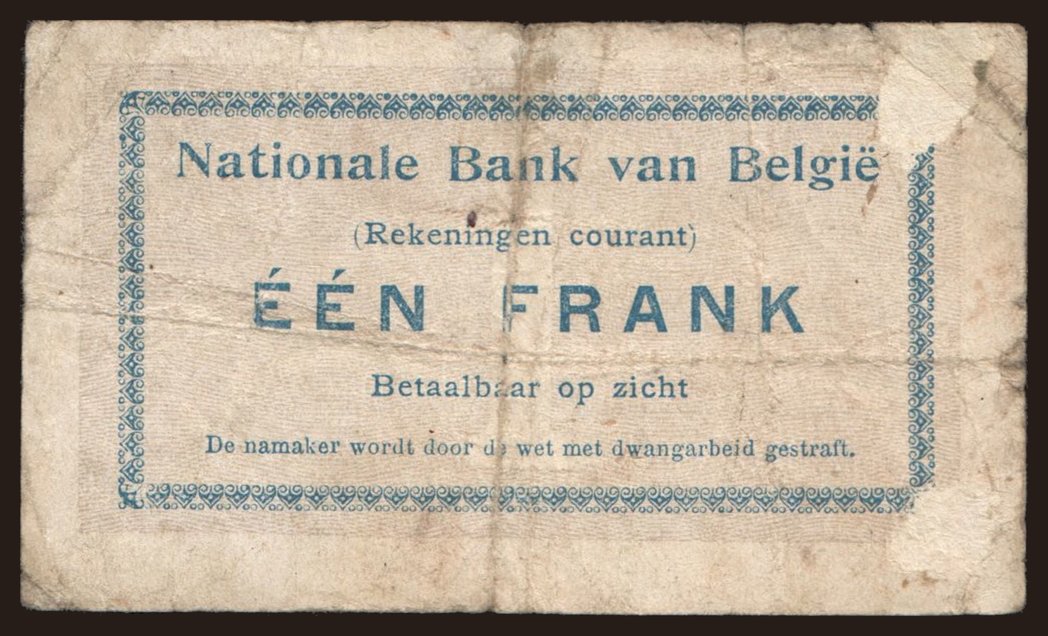 Nationale Bank van België
(Rekeningen courant)
ÉÉN FRANK
Betaalbaar op zicht
De namaker wordt door de wet met dwangarbeid gestraft.